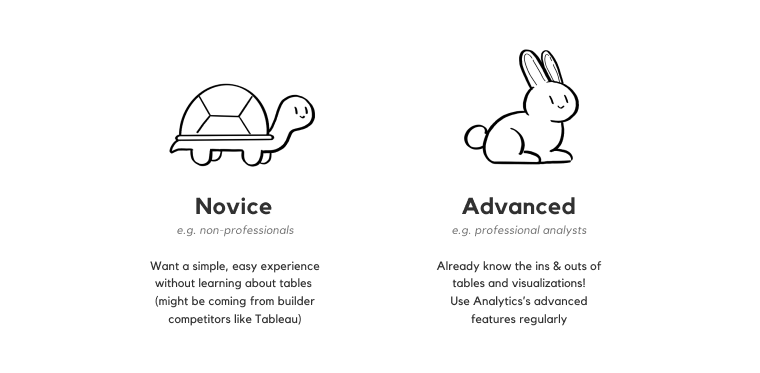 Novice
e.g. non-professionals
Want a simple, easy experience
without learning about tables
(might be coming from builder
competitors like Tableau)
Advanced
e.g. professional analysts
Already know the ins & outs of
tables and visualizations!
Use Analytics's advanced
features regularly